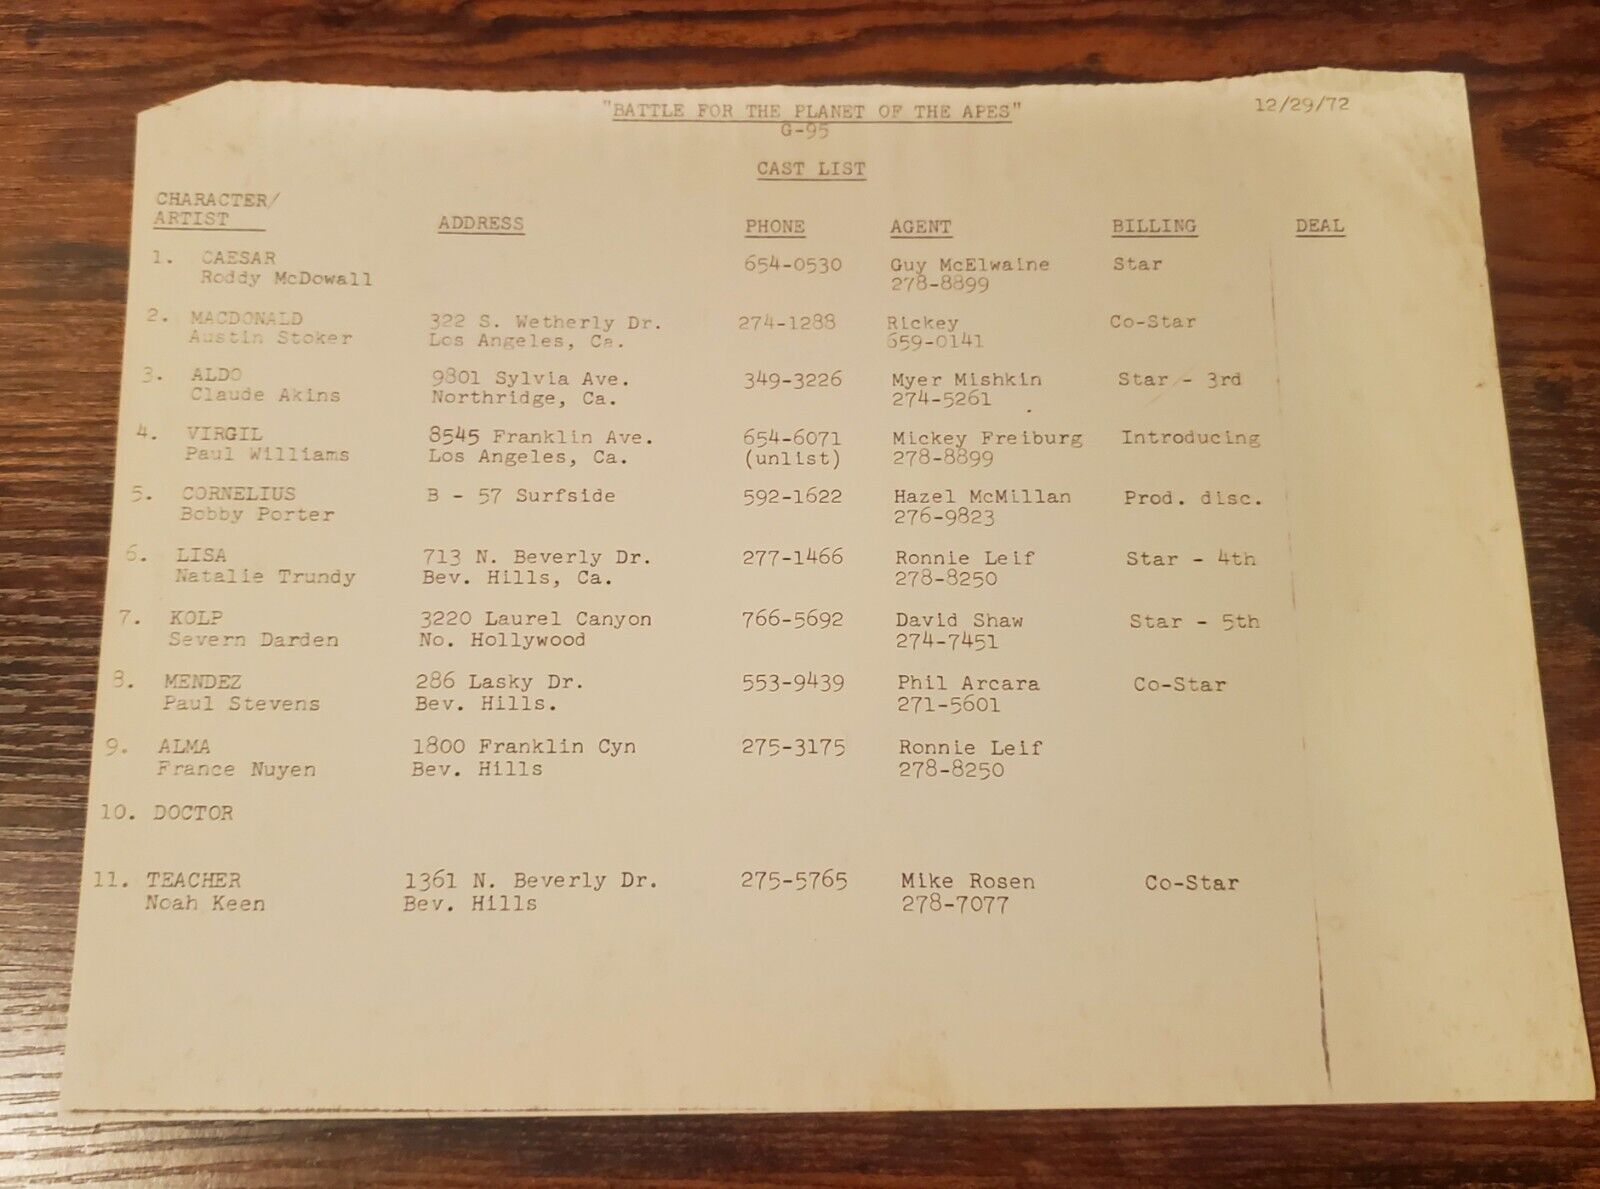 "BATTLE FOR THE PLANET OF THE APES" 12/29/72
G-95
CAST LIST
CHARACTER/
ARTIST ADDRESS PHONE AGENT BILLING DEAL
1. CAESAR 654-0530 Guy McElwaine Star
Roddy McDowall 278-8899
2. MACDONALD 322 S. Wetherly Dr. 274-1288 Rickey Co-Star
Austin Stoker Los Angeles, Ca. 659-0141
3. ALDO 9801 Sylvia Ave. 349-3226 Myer Mishkin Star - 3rd
Claude Akins Northridge, Ca. 274-5261
4. VIRGIL 8545 Franklin Ave. 654-6071 Mickey Freiburg Introducing
Paul Williams Los Angeles, Ca. (unlist) 278-8899
5. CORNELIUS B - 57 Surfside 592-1622 Hazel McMillan Prod. disc.
Bobby Porter 276-9823
6. LISA 713 N. Beverly Dr. 277-1466 Ronnie Leif Star - 4th
Natalie Trundy Bev. Hills, Ca. 278-8250
7. KOLP 3220 Laurel Canyon 766-5692 David Shaw Star - 5th
Severn Darden No. Hollywood 274-7451
8. MENDEZ 286 Lasky Dr. 553-9439 Phil Arcara Co-Star
Paul Stevens Bev. Hills. 271-5601
9. ALMA 1800 Franklin Cyn 275-3175 Ronnie Leif
France Nuyen Bev. Hills 278-8250
10. DOCTOR
11. TEACHER 1361 N. Beverly Dr. 275-5765 Mike Rosen Co-Star
Noah Keen Bev. Hills 278-7077